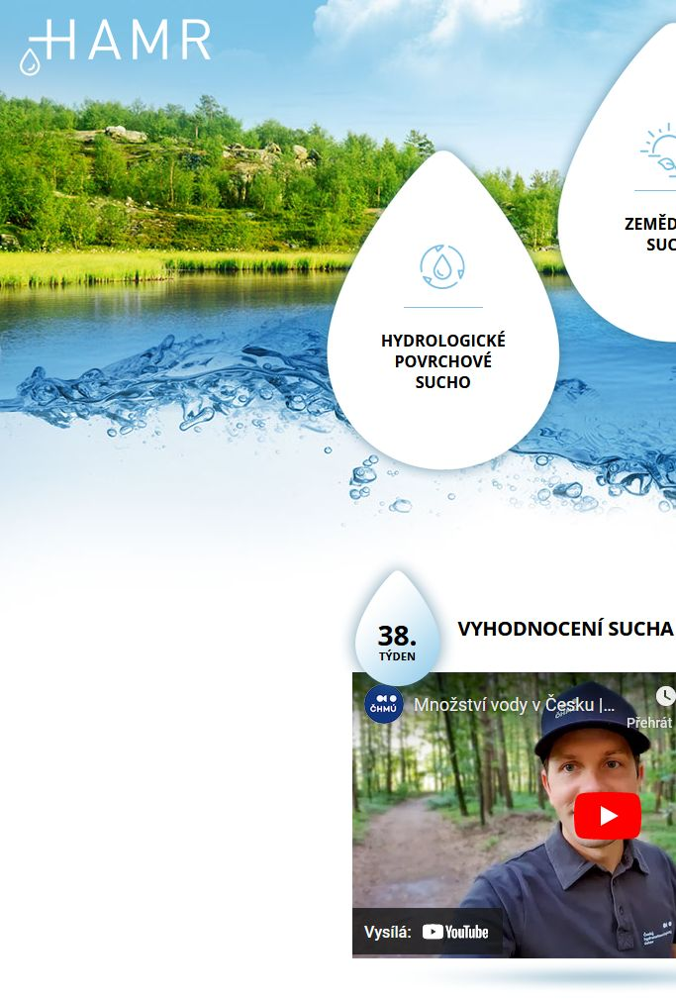 HAMR
ZEMĚD
SUC
HYDROLOGICKÉ
POVRCHOVÉ
SUCHO
38.
TÝDEN
VYHODNOCENÍ SUCHA
ČHMÚ
Množství vody v Česku |...
Přehrát
Vysílá: YouTube